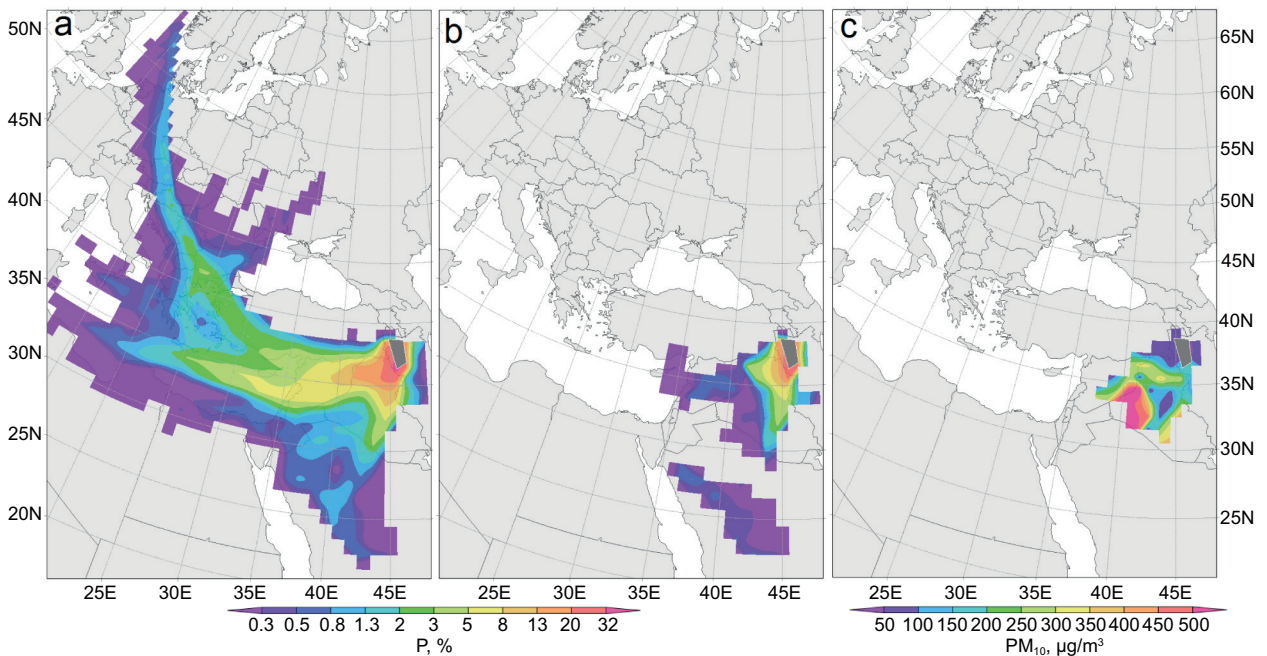 a b c
50N
45N
40N
35N
30N
25N
20N
65N
60N
55N
50N
45N
40N
35N
30N
25N
25E 30E 35E 40E 45E 25E 30E 35E 40E 45E 25E 30E 35E 40E 45E
0.3 0.5 0.8 1.3 2 3 5 8 13 20 32
P, %
50 100 150 200 250 300 350 400 450 500
PM₁₀, µg/m³